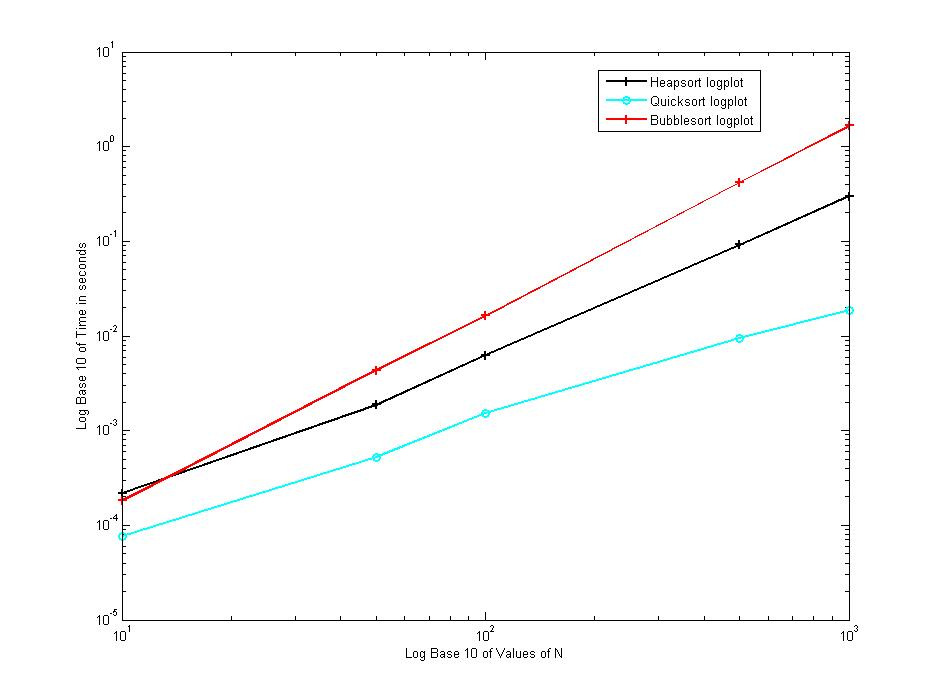 10^1
Heapsort logplot
Quicksort logplot
Bubblesort logplot
10^0
10^-1
10^-2
10^-3
10^-4
10^-5
Log Base 10 of Time in seconds
10^1 10^2 10^3
Log Base 10 of Values of N